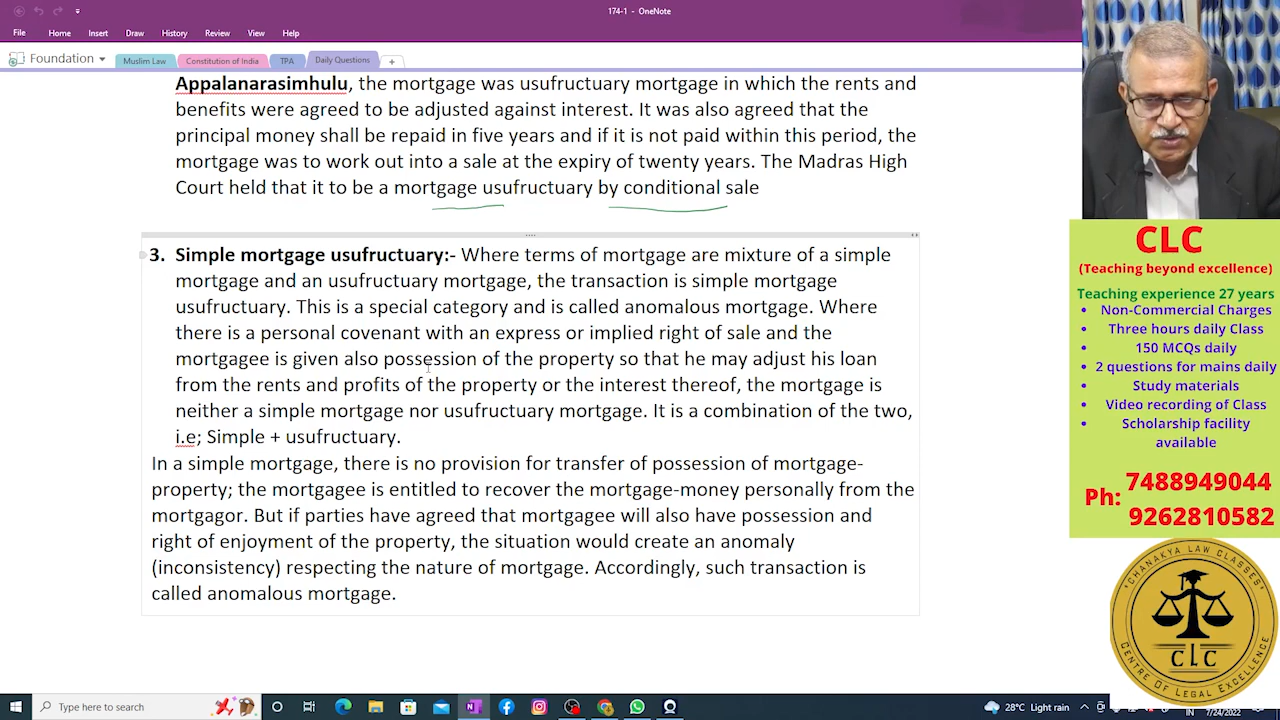 174-1 - OneNote
File Home Insert Draw History Review View Help
Foundation Muslim Law Constitution of India TPA Daily Questions
Appalanarasimhulu, the mortgage was usufructuary mortgage in which the rents and
benefits were agreed to be adjusted against interest. It was also agreed that the
principal money shall be repaid in five years and if it is not paid within this period, the
mortgage was to work out into a sale at the expiry of twenty years. The Madras High
Court held that it to be a mortgage usufructuary by conditional sale
3. Simple mortgage usufructuary:- Where terms of mortgage are mixture of a simple
mortgage and an usufructuary mortgage, the transaction is simple mortgage
usufructuary. This is a special category and is called anomalous mortgage. Where
there is a personal covenant with an express or implied right of sale and the
mortgagee is given also possession of the property so that he may adjust his loan
from the rents and profits of the property or the interest thereof, the mortgage is
neither a simple mortgage nor usufructuary mortgage. It is a combination of the two,
i.e; Simple + usufructuary.
In a simple mortgage, there is no provision for transfer of possession of mortgage-
property; the mortgagee is entitled to recover the mortgage-money personally from the
mortgagor. But if parties have agreed that mortgagee will also have possession and
right of enjoyment of the property, the situation would create an anomaly
(inconsistency) respecting the nature of mortgage. Accordingly, such transaction is
called anomalous mortgage.
CLC
(Teaching beyond excellence)
Teaching experience 27 years
• Non-Commercial Charges
• Three hours daily Class
• 150 MCQs daily
• 2 questions for mains daily
• Study materials
• Video recording of Class
• Scholarship facility
available
Ph: 7488949044
9262810582
"CHANAKYA LAW CLASSES"
CLC
CENTRE OF LEGAL EXCELLENCE
Type here to search
28°C Light rain
IN 7/24/2022